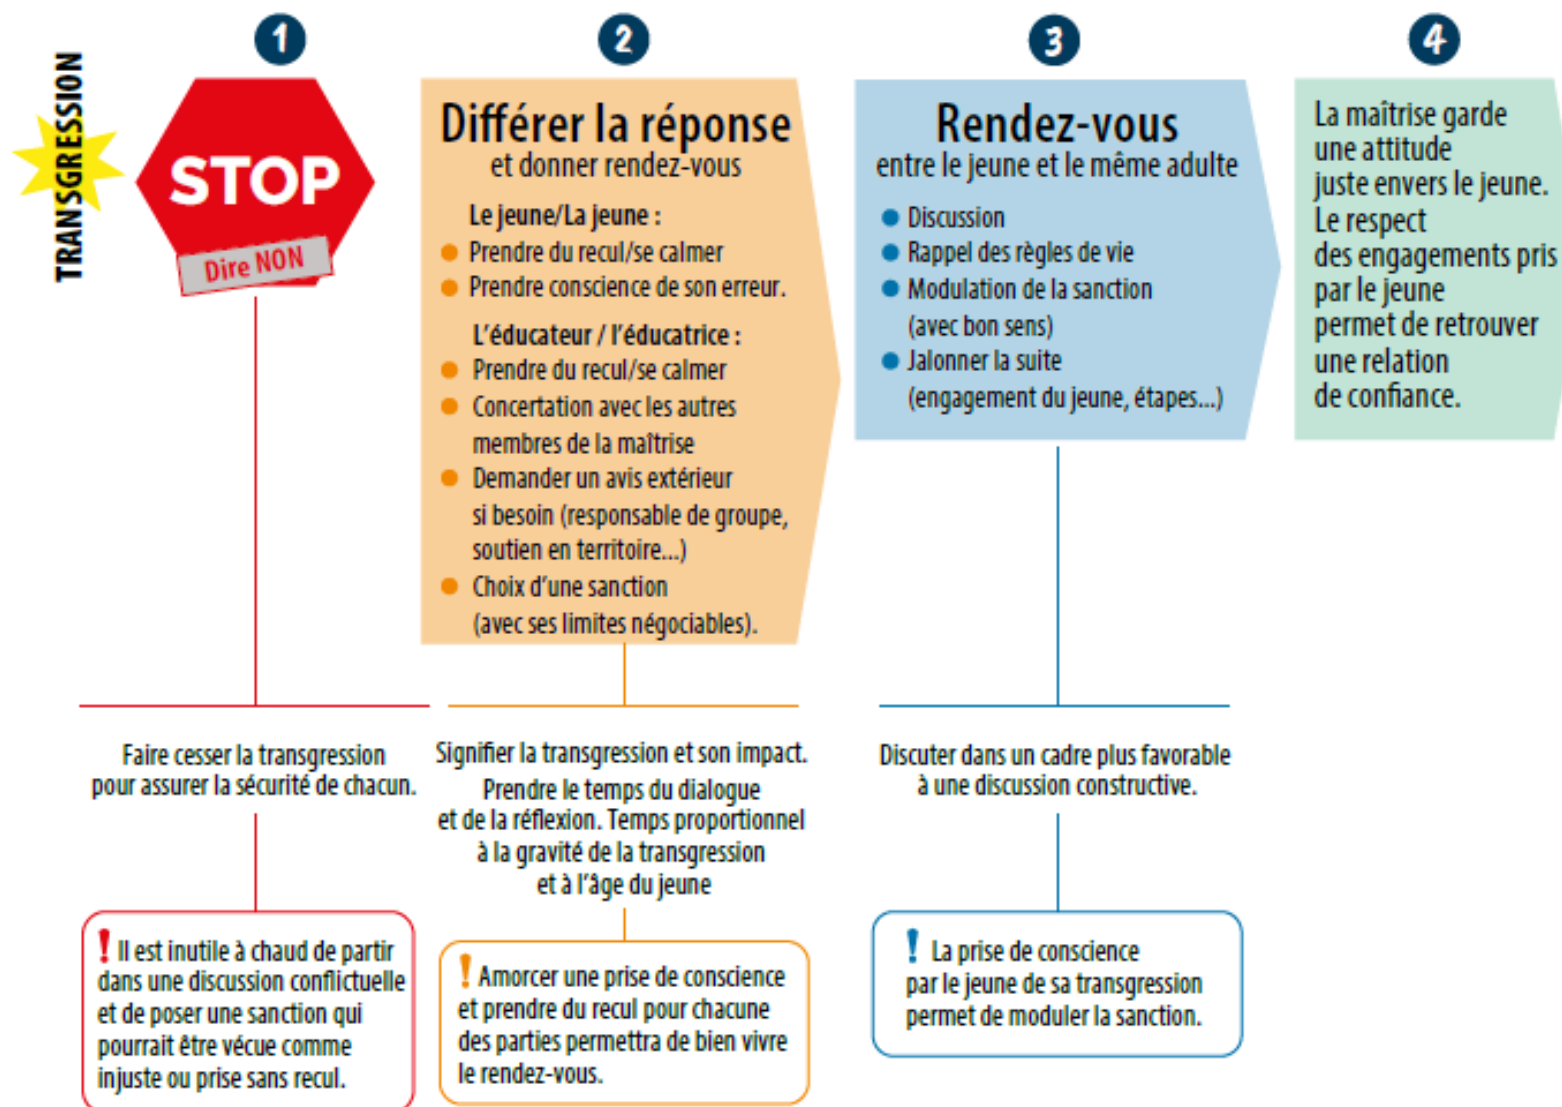 TRANSGRESSION
1
STOP
Dire NON
Faire cesser la transgression
pour assurer la sécurité de chacun.
! Il est inutile à chaud de partir
dans une discussion conflictuelle
et de poser une sanction qui
pourrait être vécue comme
injuste ou prise sans recul.
2
Différer la réponse
et donner rendez-vous
Le jeune/La jeune :
● Prendre du recul/se calmer
● Prendre conscience de son erreur.
L'éducateur / l'éducatrice :
● Prendre du recul/se calmer
● Concertation avec les autres
membres de la maîtrise
● Demander un avis extérieur
si besoin (responsable de groupe,
soutien en territoire...)
● Choix d'une sanction
(avec ses limites négociables).
Signifier la transgression et son impact.
Prendre le temps du dialogue
et de la réflexion. Temps proportionnel
à la gravité de la transgression
et à l'âge du jeune
! Amorcer une prise de conscience
et prendre du recul pour chacune
des parties permettra de bien vivre
le rendez-vous.
3
Rendez-vous
entre le jeune et le même adulte
● Discussion
● Rappel des règles de vie
● Modulation de la sanction
(avec bon sens)
● Jalonner la suite
(engagement du jeune, étapes...)
Discuter dans un cadre plus favorable
à une discussion constructive.
! La prise de conscience
par le jeune de sa transgression
permet de moduler la sanction.
4
La maîtrise garde
une attitude
juste envers le jeune.
Le respect
des engagements pris
par le jeune
permet de retrouver
une relation
de confiance.